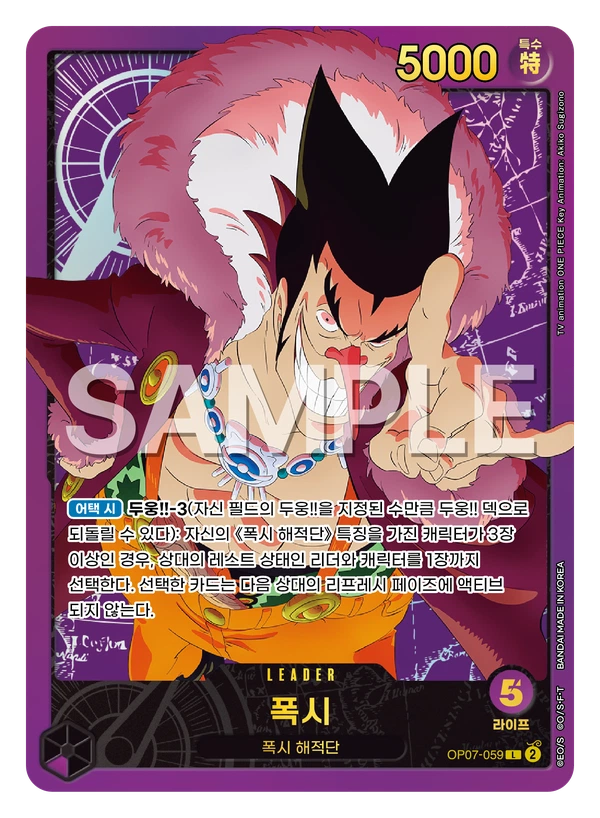 5000
특수
特
TV animation ONE PIECE Key Animation: Akiko Sugizono
SAMPLE
어택 시 두웅!!-3(자신 필드의 두웅!!을 지정된 수만큼 두웅!! 덱으로
되돌릴 수 있다): 자신의 《폭시 해적단》 특징을 가진 캐릭터가 3장
이상인 경우, 상대의 레스트 상태인 리더와 캐릭터를 1장까지
선택한다. 선택한 카드는 다음 상대의 리프레시 페이즈에 액티브
되지 않는다.
LEADER
폭시
폭시 해적단
5
라이프
OP07-059 L 2
©E.O/S ©O/S·F·T BANDAI MADE IN KOREA